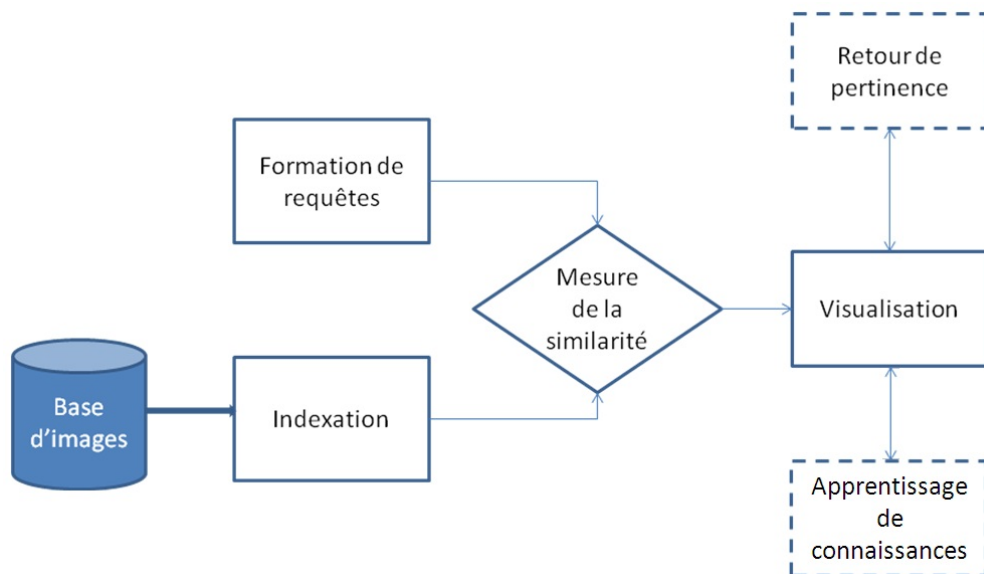 Retour de
pertinence
Formation de
requêtes
Mesure
de la
similarité
Visualisation
Base
d'images
Indexation
Apprentissage
de
connaissances